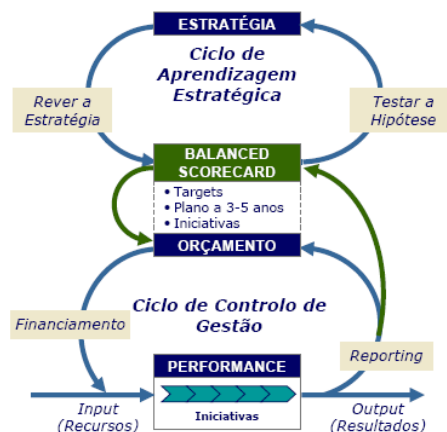 ESTRATÉGIA
Ciclo de
Aprendizagem
Estratégica
Rever a
Estratégia
Testar a
Hipótese
BALANCED
SCORECARD
• Targets
• Plano a 3-5 anos
• Iniciativas
ORÇAMENTO
Ciclo de Controlo de
Gestão
Financiamento
Reporting
PERFORMANCE
Iniciativas
Input
(Recursos)
Output
(Resultados)